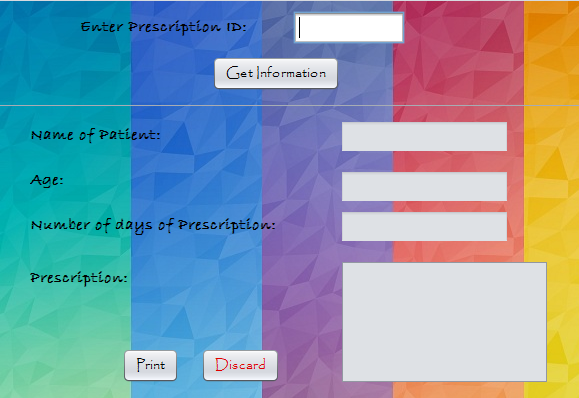 Enter Prescription ID:
Get Information
Name of Patient:
Age:
Number of days of Prescription:
Prescription:
Print Discard